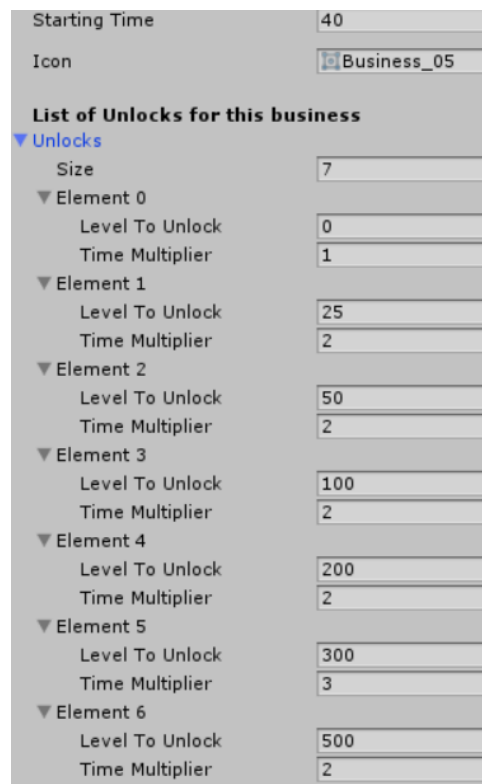 Starting Time 40
Icon Business_05
List of Unlocks for this business
Unlocks
Size 7
Element 0
Level To Unlock 0
Time Multiplier 1
Element 1
Level To Unlock 25
Time Multiplier 2
Element 2
Level To Unlock 50
Time Multiplier 2
Element 3
Level To Unlock 100
Time Multiplier 2
Element 4
Level To Unlock 200
Time Multiplier 2
Element 5
Level To Unlock 300
Time Multiplier 3
Element 6
Level To Unlock 500
Time Multiplier 2